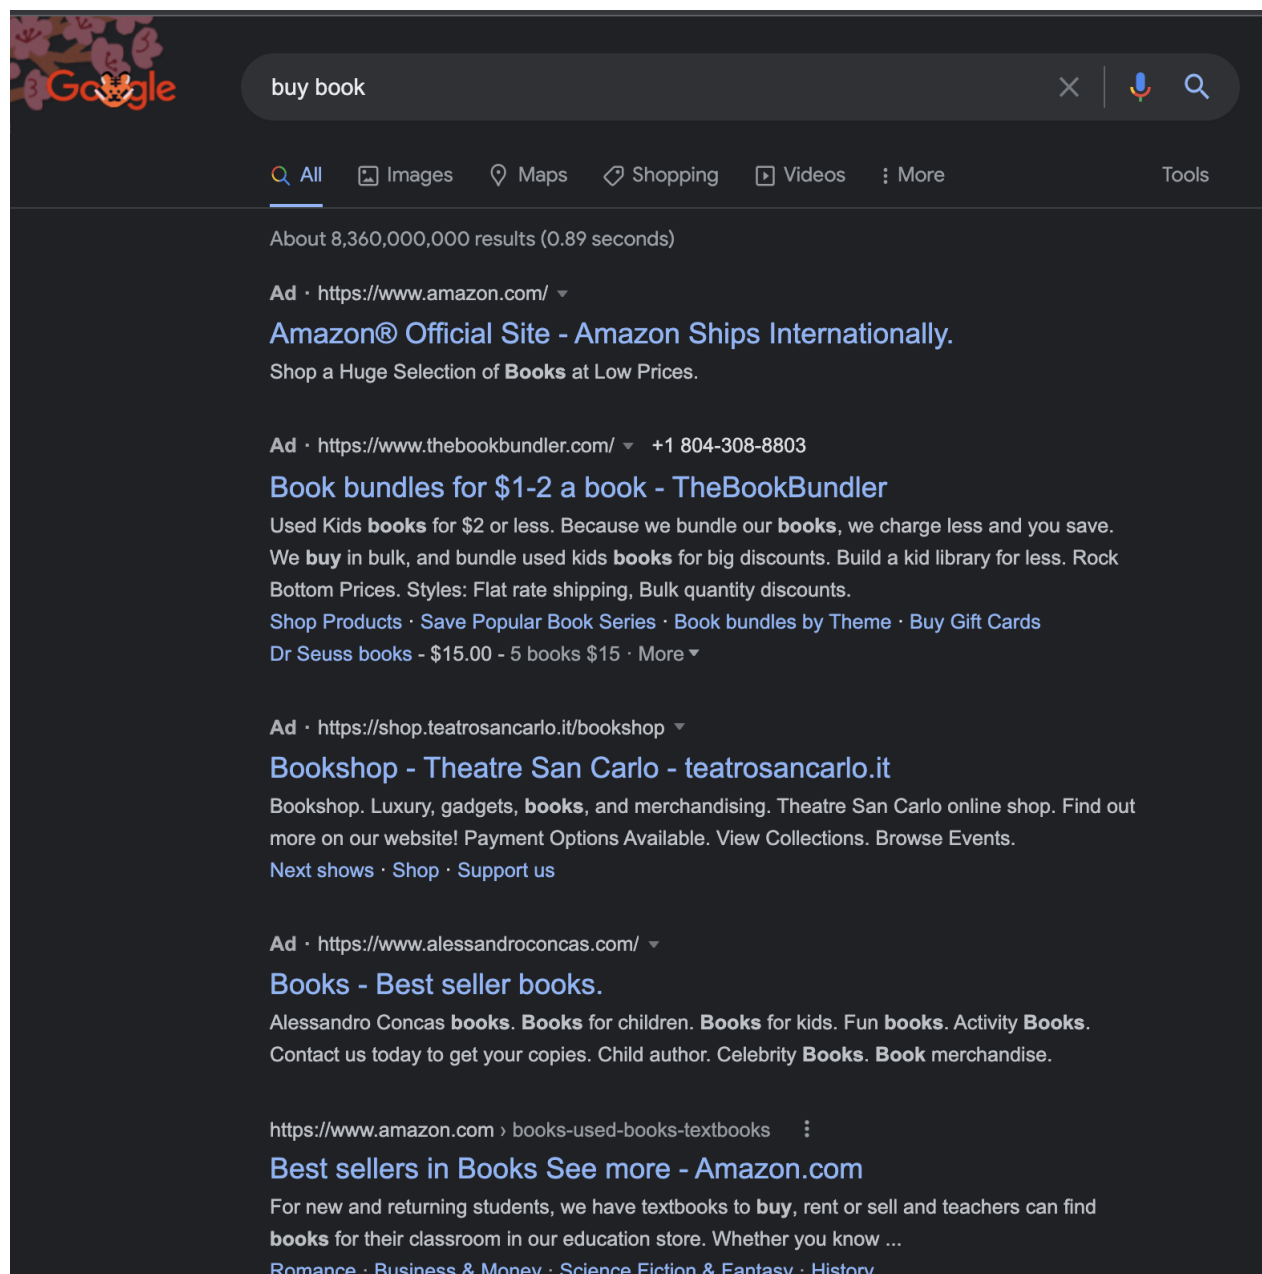 Google
buy book
All Images Maps Shopping Videos More Tools
About 8,360,000,000 results (0.89 seconds)
Ad · https://www.amazon.com/
Amazon® Official Site - Amazon Ships Internationally.
Shop a Huge Selection of Books at Low Prices.
Ad · https://www.thebookbundler.com/ +1 804-308-8803
Book bundles for $1-2 a book - TheBookBundler
Used Kids books for $2 or less. Because we bundle our books, we charge less and you save.
We buy in bulk, and bundle used kids books for big discounts. Build a kid library for less. Rock
Bottom Prices. Styles: Flat rate shipping, Bulk quantity discounts.
Shop Products · Save Popular Book Series · Book bundles by Theme · Buy Gift Cards
Dr Seuss books - $15.00 - 5 books $15 · More
Ad · https://shop.teatrosancarlo.it/bookshop
Bookshop - Theatre San Carlo - teatrosancarlo.it
Bookshop. Luxury, gadgets, books, and merchandising. Theatre San Carlo online shop. Find out
more on our website! Payment Options Available. View Collections. Browse Events.
Next shows · Shop · Support us
Ad · https://www.alessandroconcas.com/
Books - Best seller books.
Alessandro Concas books. Books for children. Books for kids. Fun books. Activity Books.
Contact us today to get your copies. Child author. Celebrity Books. Book merchandise.
https://www.amazon.com › books-used-books-textbooks
Best sellers in Books See more - Amazon.com
For new and returning students, we have textbooks to buy, rent or sell and teachers can find
books for their classroom in our education store. Whether you know ...
Romance · Business & Money · Science Fiction & Fantasy · History